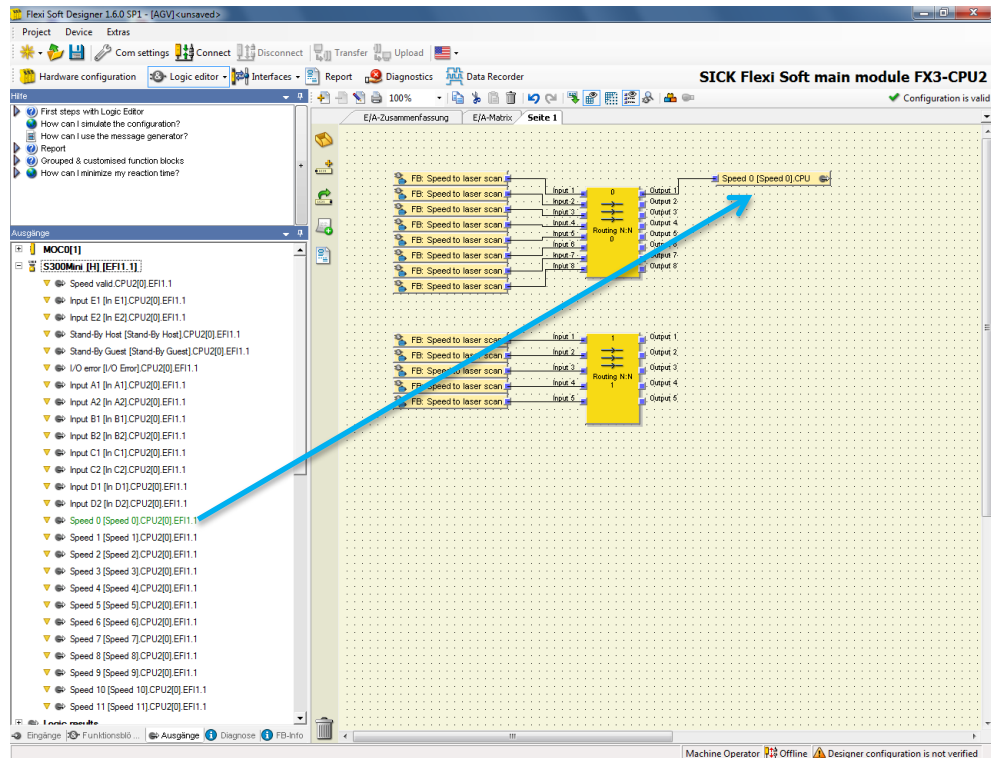 Flexi Soft Designer 1.6.0 SP1 - [AGV]<unsaved>
Project Device Extras
Com settings Connect Disconnect Transfer Upload
Hardware configuration Logic editor Interfaces Report Diagnostics Data Recorder SICK Flexi Soft main module FX3-CPU2
Hilfe
100%
Configuration is valid
First steps with Logic Editor
How can I simulate the configuration?
How can I use the message generator?
Report
Grouped & customised function blocks
How can I minimize my reaction time?
E/A-Zusammenfassung E/A-Matrix Seite 1
Ausgänge
MOC0[1]
S300Mini [H] [EFI1.1]
Speed valid.CPU2[0].EFI1.1
Input E1 [In E1].CPU2[0].EFI1.1
Input E2 [In E2].CPU2[0].EFI1.1
Stand-By Host [Stand-By Host].CPU2[0].EFI1.1
Stand-By Guest [Stand-By Guest].CPU2[0].EFI1.1
I/O error [I/O Error].CPU2[0].EFI1.1
Input A1 [In A1].CPU2[0].EFI1.1
Input A2 [In A2].CPU2[0].EFI1.1
Input B1 [In B1].CPU2[0].EFI1.1
Input B2 [In B2].CPU2[0].EFI1.1
Input C1 [In C1].CPU2[0].EFI1.1
Input C2 [In C2].CPU2[0].EFI1.1
Input D1 [In D1].CPU2[0].EFI1.1
Input D2 [In D2].CPU2[0].EFI1.1
Speed 0 [Speed 0].CPU2[0].EFI1.1
Speed 1 [Speed 1].CPU2[0].EFI1.1
Speed 2 [Speed 2].CPU2[0].EFI1.1
Speed 3 [Speed 3].CPU2[0].EFI1.1
Speed 4 [Speed 4].CPU2[0].EFI1.1
Speed 5 [Speed 5].CPU2[0].EFI1.1
Speed 6 [Speed 6].CPU2[0].EFI1.1
Speed 7 [Speed 7].CPU2[0].EFI1.1
Speed 8 [Speed 8].CPU2[0].EFI1.1
Speed 9 [Speed 9].CPU2[0].EFI1.1
Speed 10 [Speed 10].CPU2[0].EFI1.1
Speed 11 [Speed 11].CPU2[0].EFI1.1
Logic results
Eingänge Funktionsblö ... Ausgänge Diagnose FB-Info
FB: Speed to laser scan
FB: Speed to laser scan
FB: Speed to laser scan
FB: Speed to laser scan
FB: Speed to laser scan
FB: Speed to laser scan
FB: Speed to laser scan
FB: Speed to laser scan
Input 1
Input 2
Input 3
Input 4
Input 5
Input 6
Input 7
Input 8
0
Routing N:N
0
Output 1
Output 2
Output 3
Output 4
Output 5
Output 6
Output 7
Output 8
Speed 0 [Speed 0].CPU
FB: Speed to laser scan
FB: Speed to laser scan
FB: Speed to laser scan
FB: Speed to laser scan
FB: Speed to laser scan
Input 1
Input 2
Input 3
Input 4
Input 5
1
Routing N:N
1
Output 1
Output 2
Output 3
Output 4
Output 5
Machine Operator Offline Designer configuration is not verified